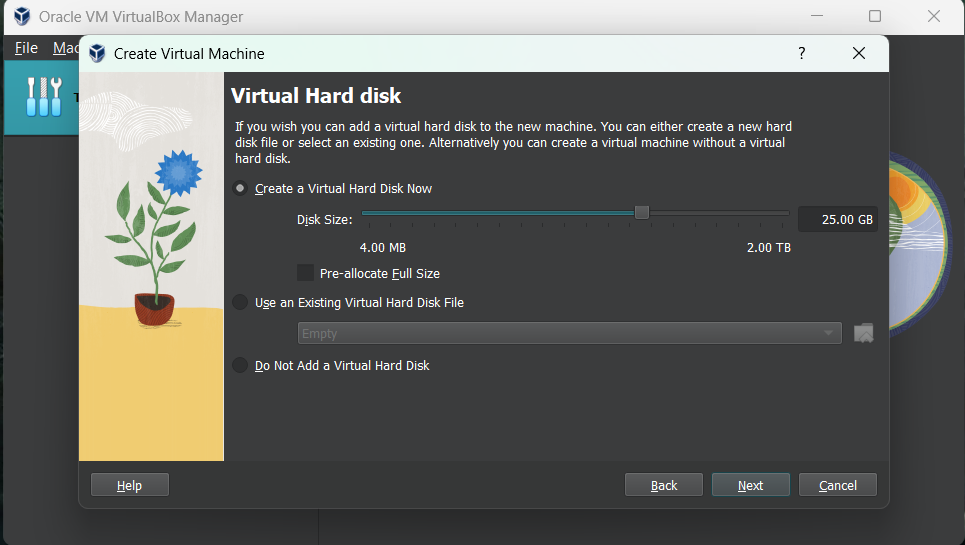 Oracle VM VirtualBox Manager
File Mac
Create Virtual Machine ?
Virtual Hard disk
If you wish you can add a virtual hard disk to the new machine. You can either create a new hard
disk file or select an existing one. Alternatively you can create a virtual machine without a virtual
hard disk.
Create a Virtual Hard Disk Now
Disk Size: 25.00 GB
4.00 MB 2.00 TB
Pre-allocate Full Size
Use an Existing Virtual Hard Disk File
Empty
Do Not Add a Virtual Hard Disk
Help Back Next Cancel